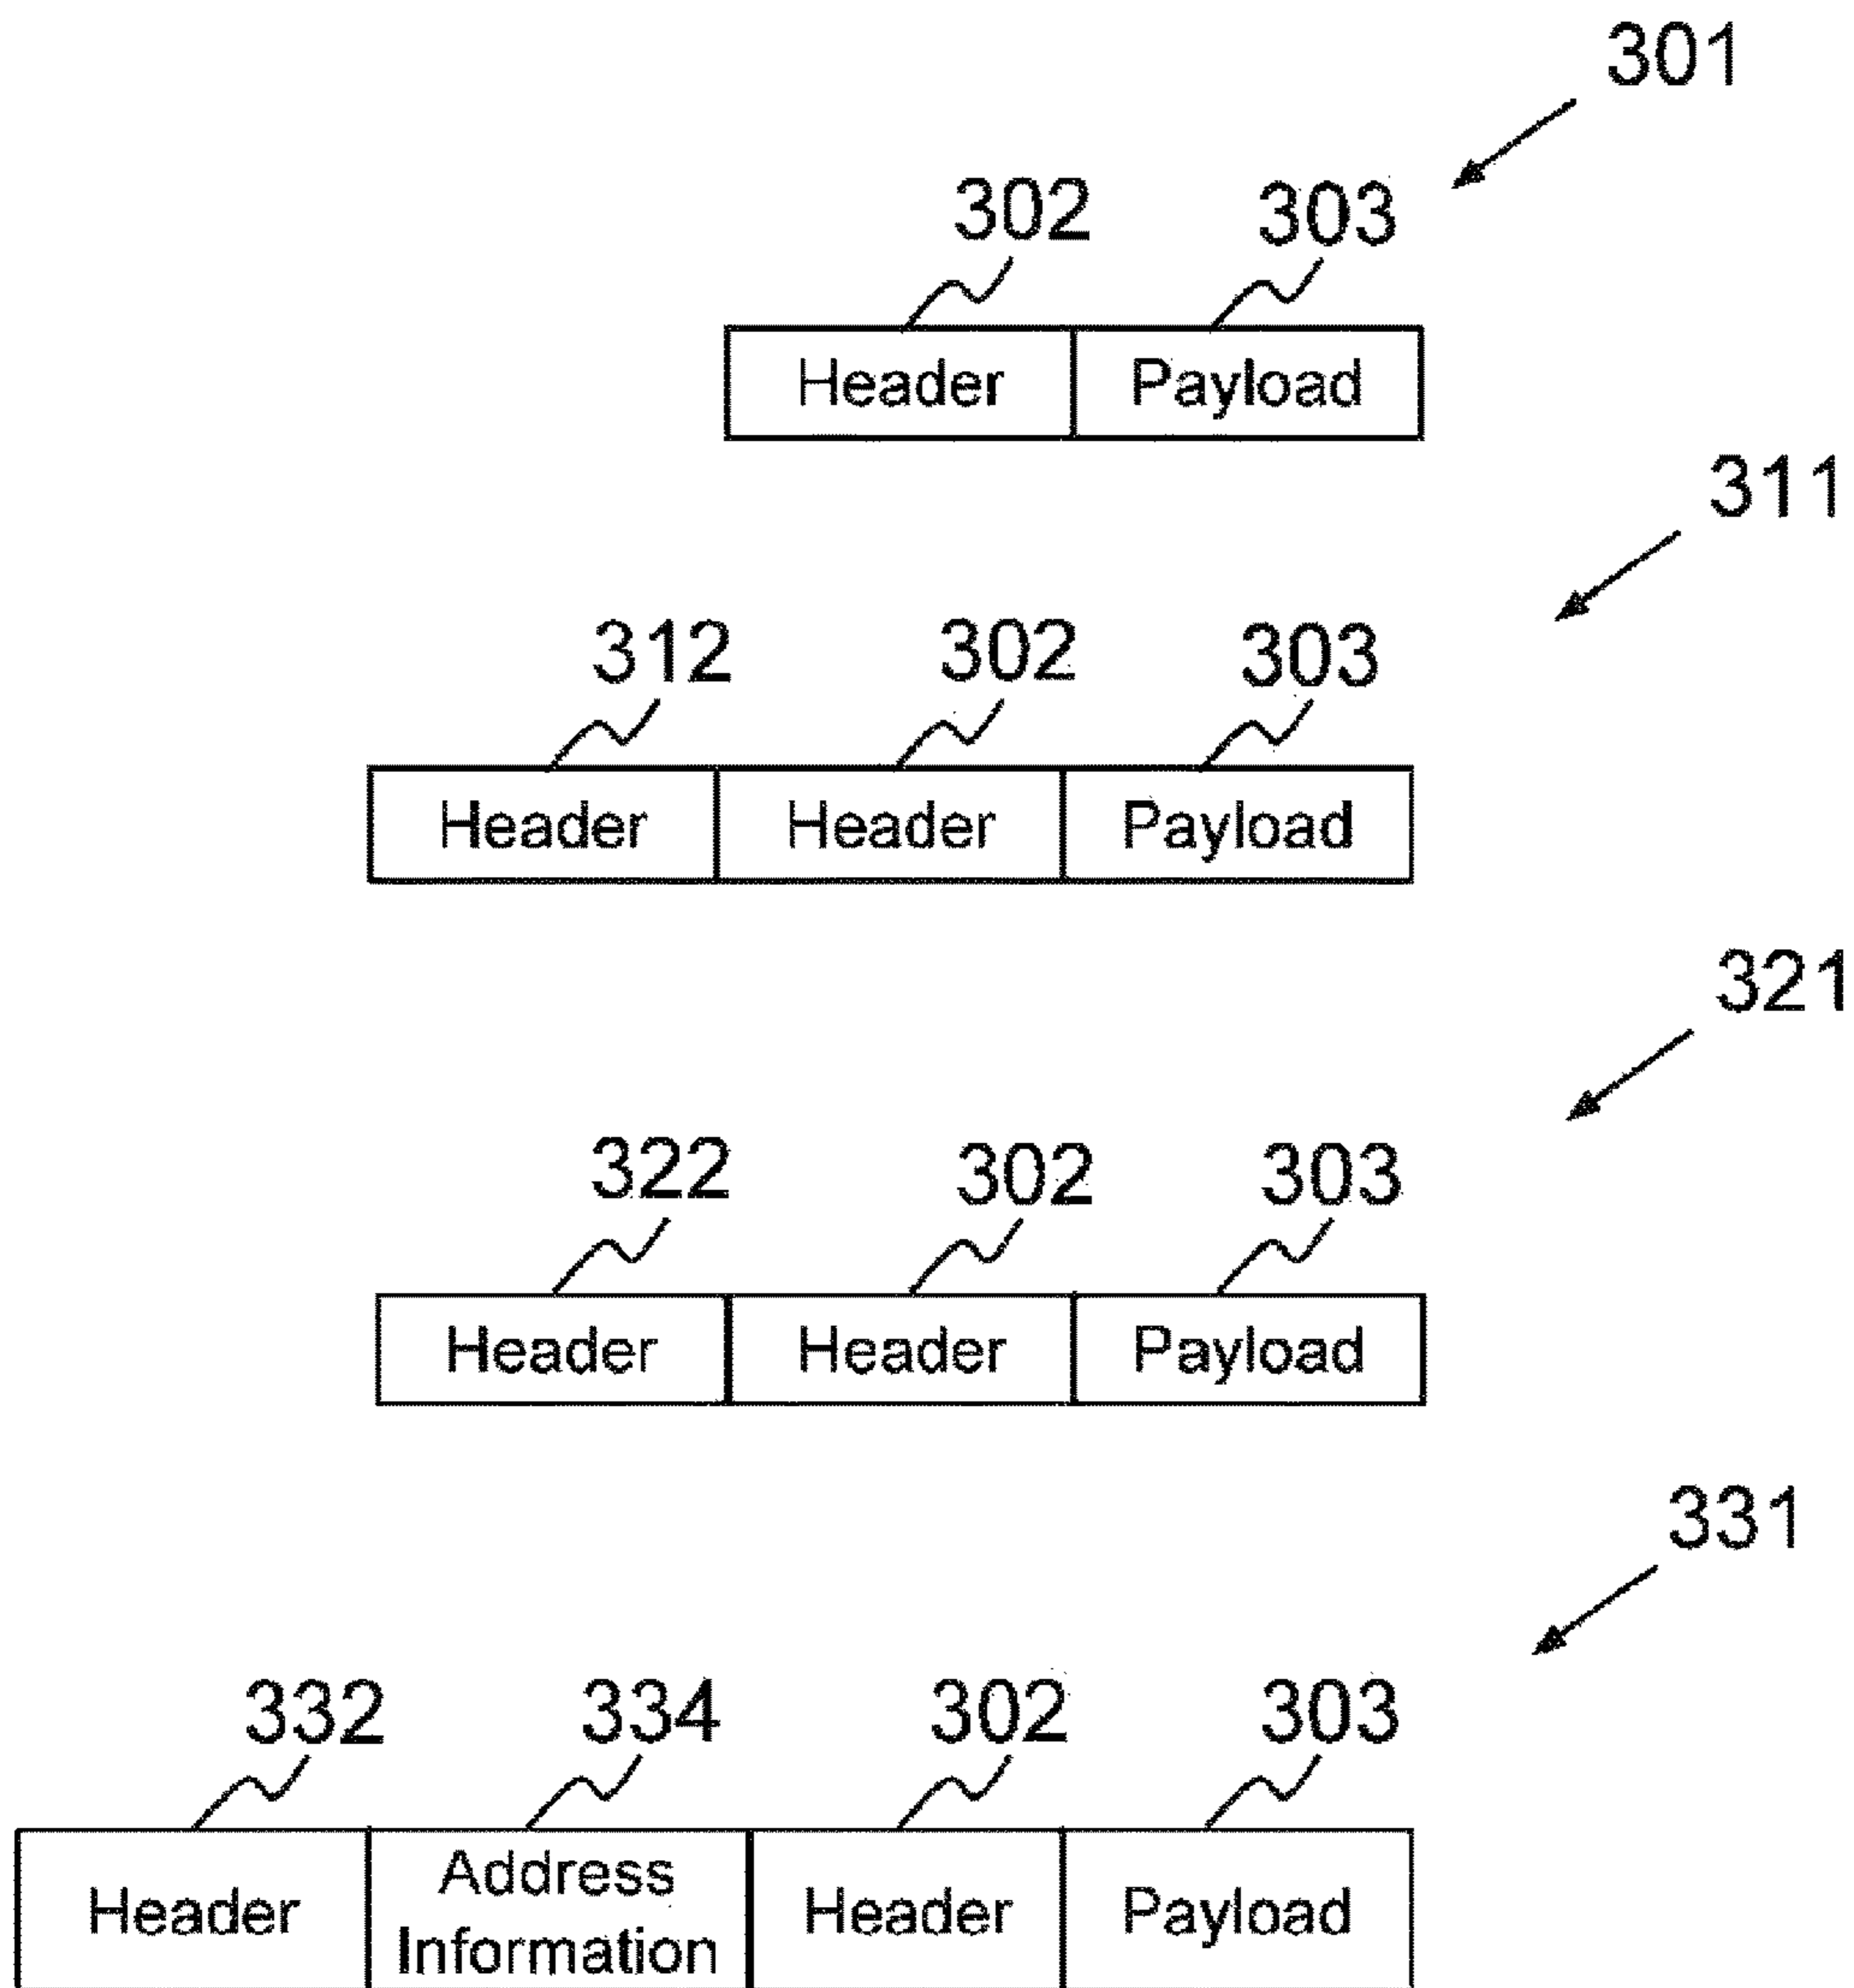 301
302 303
Header Payload
311
312 302 303
Header Header Payload
321
322 302 303
Header Header Payload
331
332 334 302 303
Header Address Information Header Payload